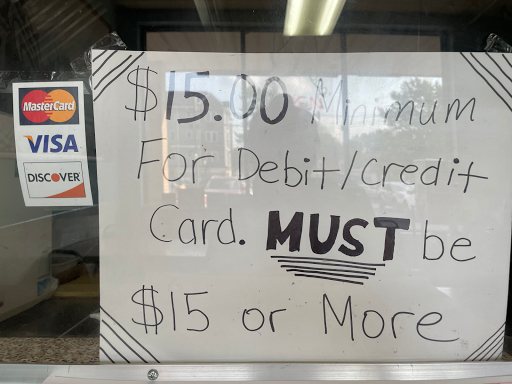 $15.00 Minimum
For Debit/Credit
Card. MUST be
$15 or More
MasterCard
VISA
DISCOVER